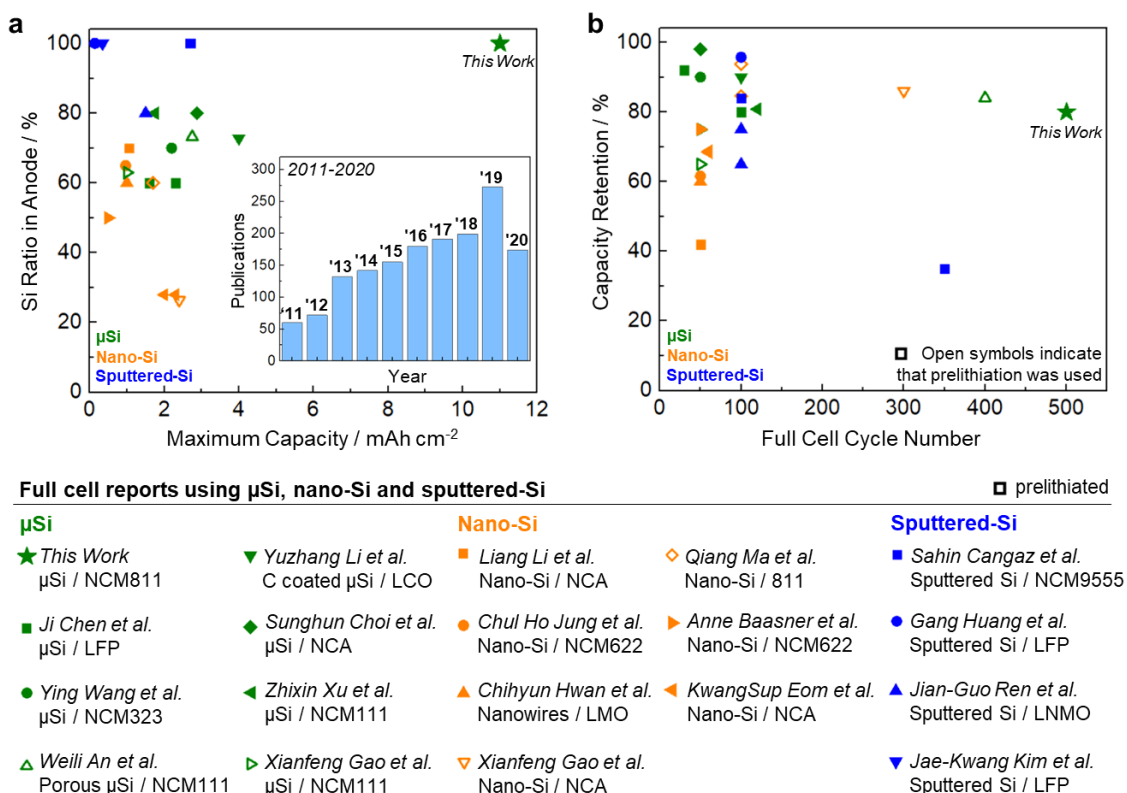 a
Si Ratio in Anode / %
100
80
60
40
20
0
0 2 4 6 8 10 12
Maximum Capacity / mAh cm⁻²
This Work
µSi
Nano-Si
Sputtered-Si
2011-2020
Publications
300
250
200
150
100
50
0
'11 '12 '13 '14 '15 '16 '17 '18 '19 '20
Year
b
Capacity Retention / %
100
80
60
40
20
0
0 100 200 300 400 500
Full Cell Cycle Number
This Work
µSi
Nano-Si
Sputtered-Si
Open symbols indicate
that prelithiation was used
Full cell reports using µSi, nano-Si and sputtered-Si
prelithiated
µSi
This Work
µSi / NCM811
Ji Chen et al.
µSi / LFP
Ying Wang et al.
µSi / NCM323
Weili An et al.
Porous µSi / NCM111
Yuzhang Li et al.
C coated µSi / LCO
Sunghun Choi et al.
µSi / NCA
Zhixin Xu et al.
µSi / NCM111
Xianfeng Gao et al.
µSi / NCM111
Nano-Si
Liang Li et al.
Nano-Si / NCA
Chul Ho Jung et al.
Nano-Si / NCM622
Chihyun Hwan et al.
Nanowires / LMO
Xianfeng Gao et al.
Nano-Si / NCA
Qiang Ma et al.
Nano-Si / 811
Anne Baasner et al.
Nano-Si / NCM622
KwangSup Eom et al.
Nano-Si / NCA
Sputtered-Si
Sahin Cangaz et al.
Sputtered Si / NCM9555
Gang Huang et al.
Sputtered Si / LFP
Jian-Guo Ren et al.
Sputtered Si / LNMO
Jae-Kwang Kim et al.
Sputtered Si / LFP